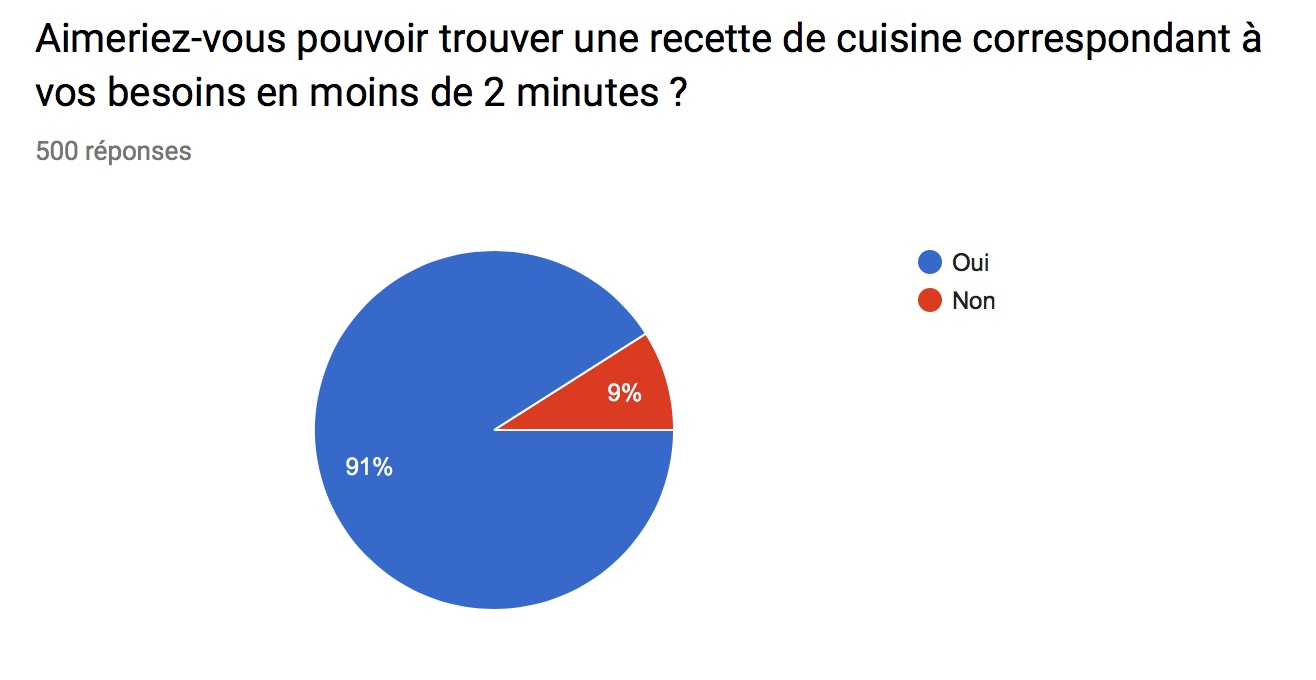 Aimeriez-vous pouvoir trouver une recette de cuisine correspondant à
vos besoins en moins de 2 minutes ?
500 réponses
Oui
Non
9%
91%